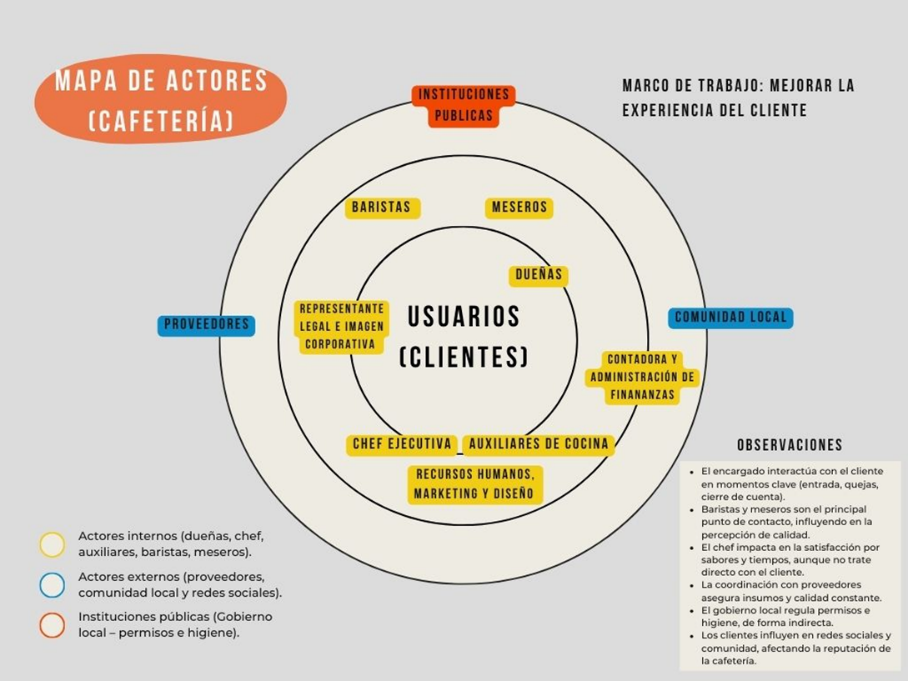 MAPA DE ACTORES
(CAFETERÍA)
MARCO DE TRABAJO: MEJORAR LA
EXPERIENCIA DEL CLIENTE
INSTITUCIONES
PUBLICAS
BARISTAS
MESEROS
DUEÑAS
REPRESENTANTE
LEGAL E IMAGEN
CORPORATIVA
USUARIOS
(CLIENTES)
PROVEEDORES
COMUNIDAD LOCAL
CONTADORA Y
ADMINISTRACIÓN DE
FINANANZAS
CHEF EJECUTIVA
AUXILIARES DE COCINA
RECURSOS HUMANOS,
MARKETING Y DISEÑO
Actores internos (dueñas, chef,
auxiliares, baristas, meseros).
Actores externos (proveedores,
comunidad local y redes sociales).
Instituciones públicas (Gobierno
local – permisos e higiene).
OBSERVACIONES
• El encargado interactúa con el cliente
en momentos clave (entrada, quejas,
cierre de cuenta).
• Baristas y meseros son el principal
punto de contacto, influyendo en la
percepción de calidad.
• El chef impacta en la satisfacción por
sabores y tiempos, aunque no trate
directo con el cliente.
• La coordinación con proveedores
asegura insumos y calidad constante.
• El gobierno local regula permisos e
higiene, de forma indirecta.
• Los clientes influyen en redes sociales y
comunidad, afectando la reputación de
la cafetería.